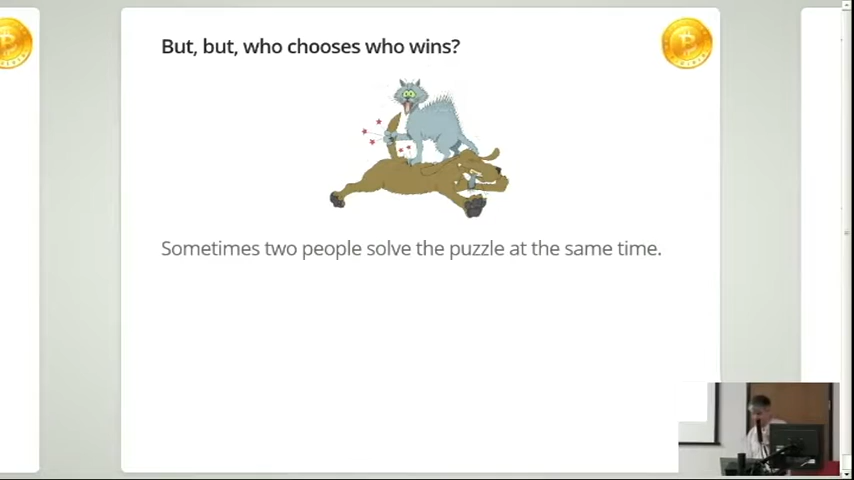 But, but, who chooses who wins?
Sometimes two people solve the puzzle at the same time.